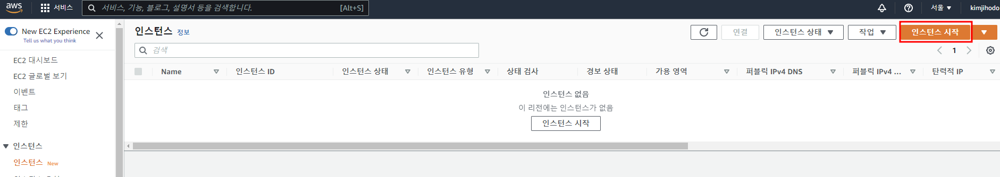 aws 서비스 서비스, 기능, 블로그, 설명서 등을 검색합니다. [Alt+S] 서울 ▼ kimjihodo
New EC2 Experience
Tell us what you think
EC2 대시보드
EC2 글로벌 보기
이벤트
태그
제한
인스턴스
인스턴스 New
인스턴스 정보
연결 인스턴스 상태 ▼ 작업 ▼ 인스턴스 시작 ▼
검색
1
Name 인스턴스 ID 인스턴스 상태 인스턴스 유형 상태 검사 경보 상태 가용 영역 퍼블릭 IPv4 DNS 퍼블릭 IPv4 ... 탄력적 IP
인스턴스 없음
이 리전에는 인스턴스가 없음
인스턴스 시작